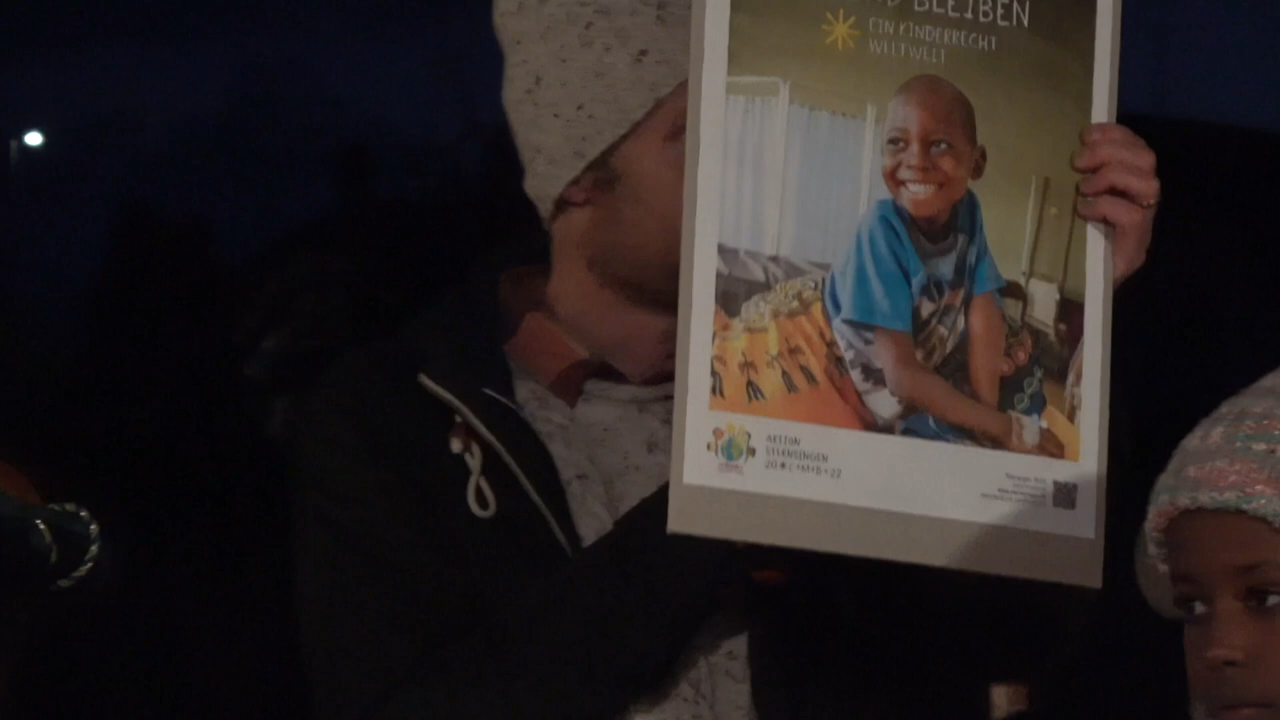 BLEIBEN
EIN KINDERRECHT
WELTWEIT
AKTION
STERNSINGEN
20*C+M+B+22